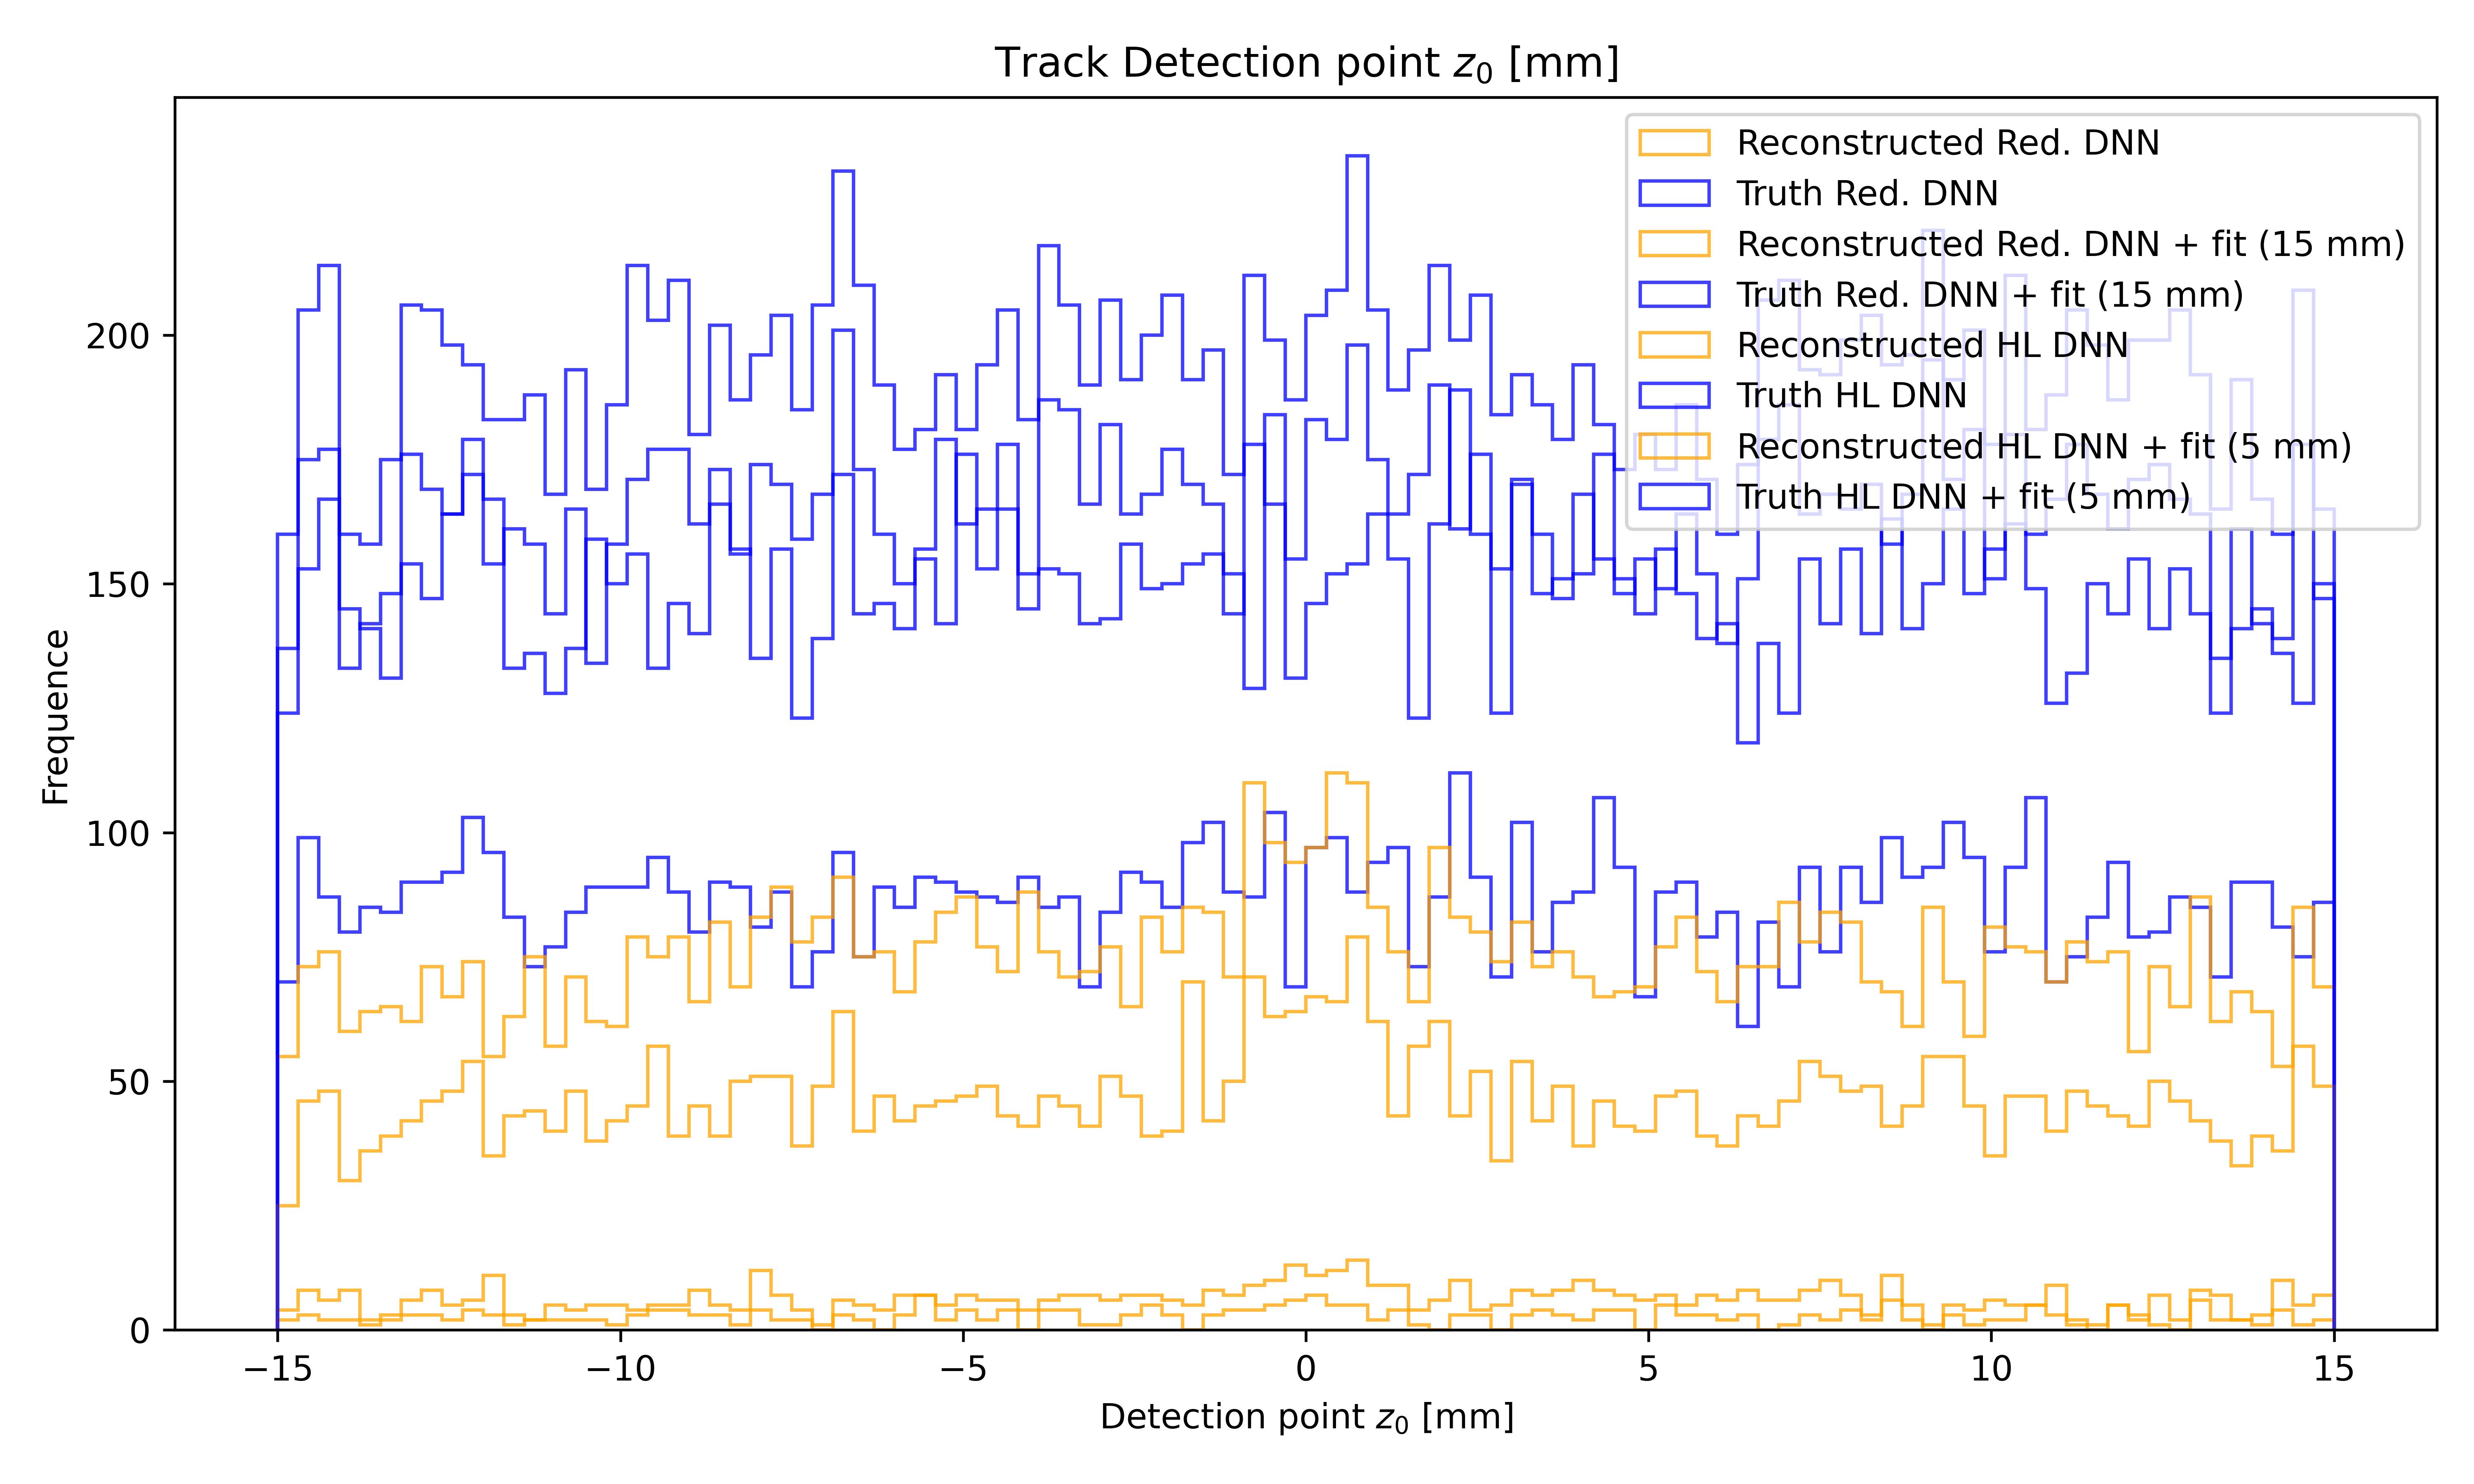 Track Detection point z₀ [mm]
Reconstructed Red. DNN
Truth Red. DNN
Reconstructed Red. DNN + fit (15 mm)
Truth Red. DNN + fit (15 mm)
Reconstructed HL DNN
Truth HL DNN
Reconstructed HL DNN + fit (5 mm)
Truth HL DNN + fit (5 mm)
Frequence
200
150
100
50
0
−15 −10 −5 0 5 10 15
Detection point z₀ [mm]